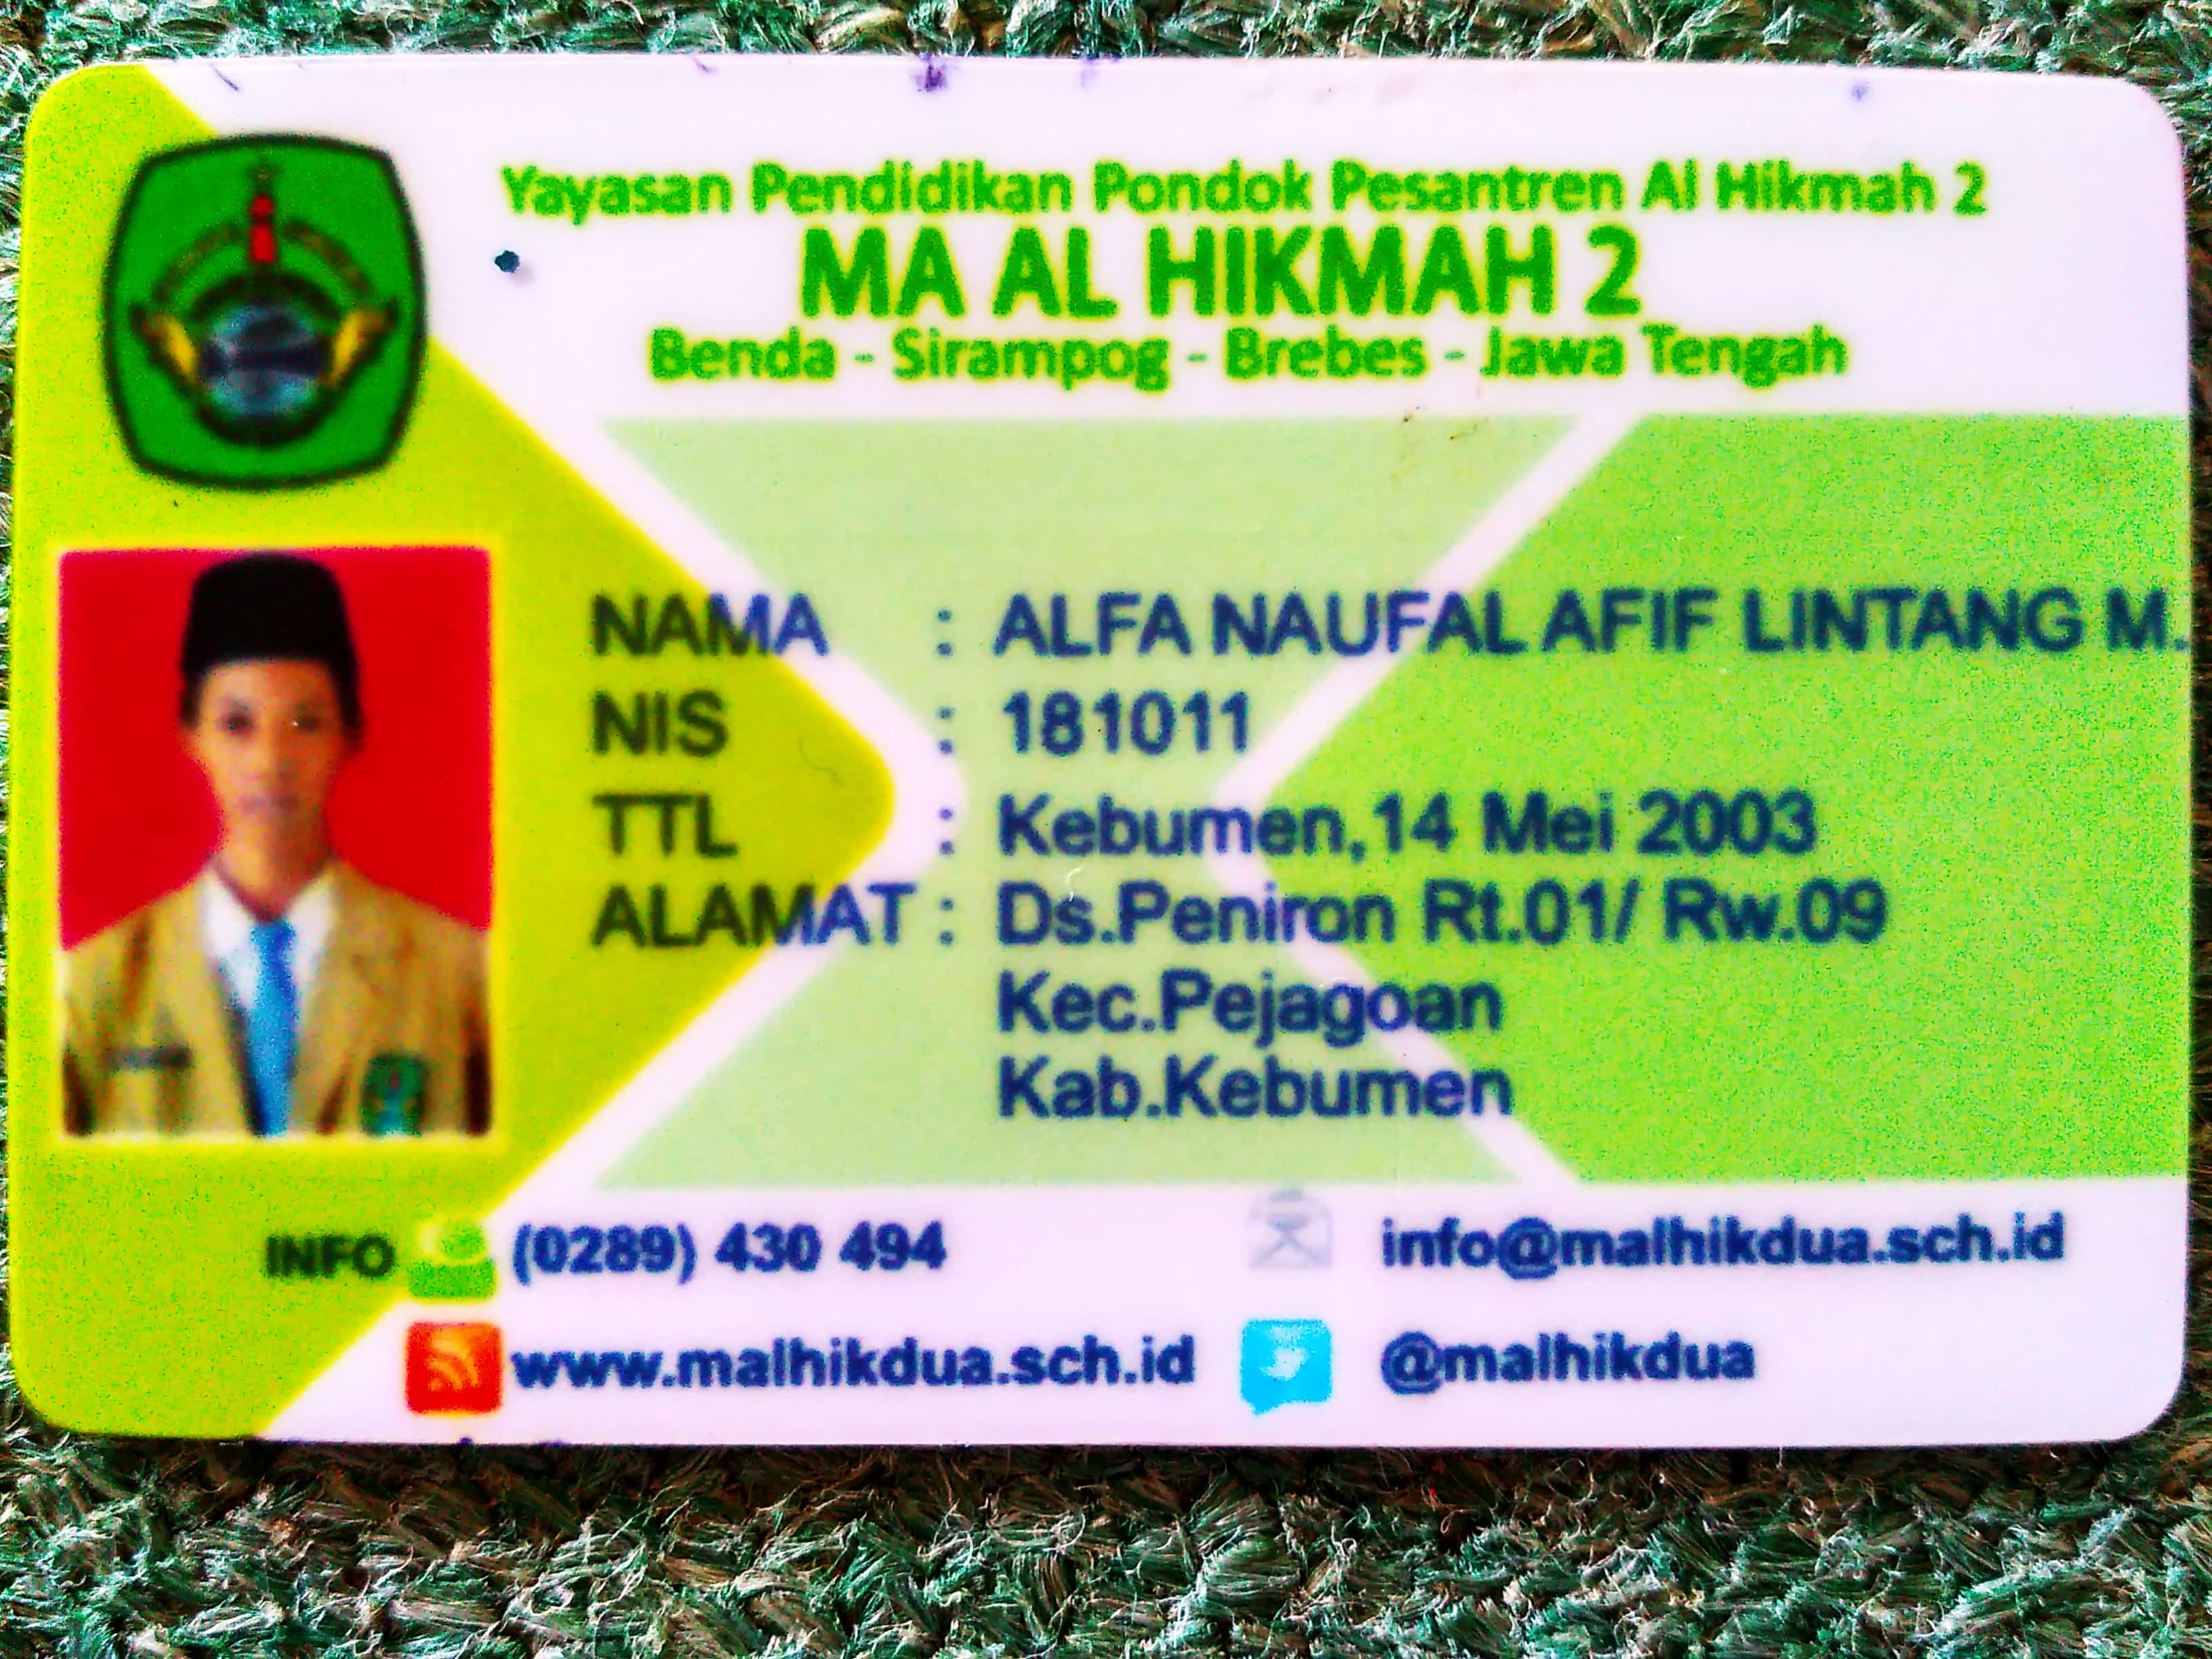 Yayasan Pendidikan Pondok Pesantren Al Hikmah 2
MA AL HIKMAH 2
Benda - Sirampog - Brebes - Jawa Tengah
NAMA : ALFA NAUFAL AFIF LINTANG M.
NIS : 181011
TTL : Kebumen,14 Mei 2003
ALAMAT : Ds.Peniron Rt.01/ Rw.09
Kec.Pejagoan
Kab.Kebumen
INFO (0289) 430 494 info@malhikdua.sch.id
www.malhikdua.sch.id @malhikdua